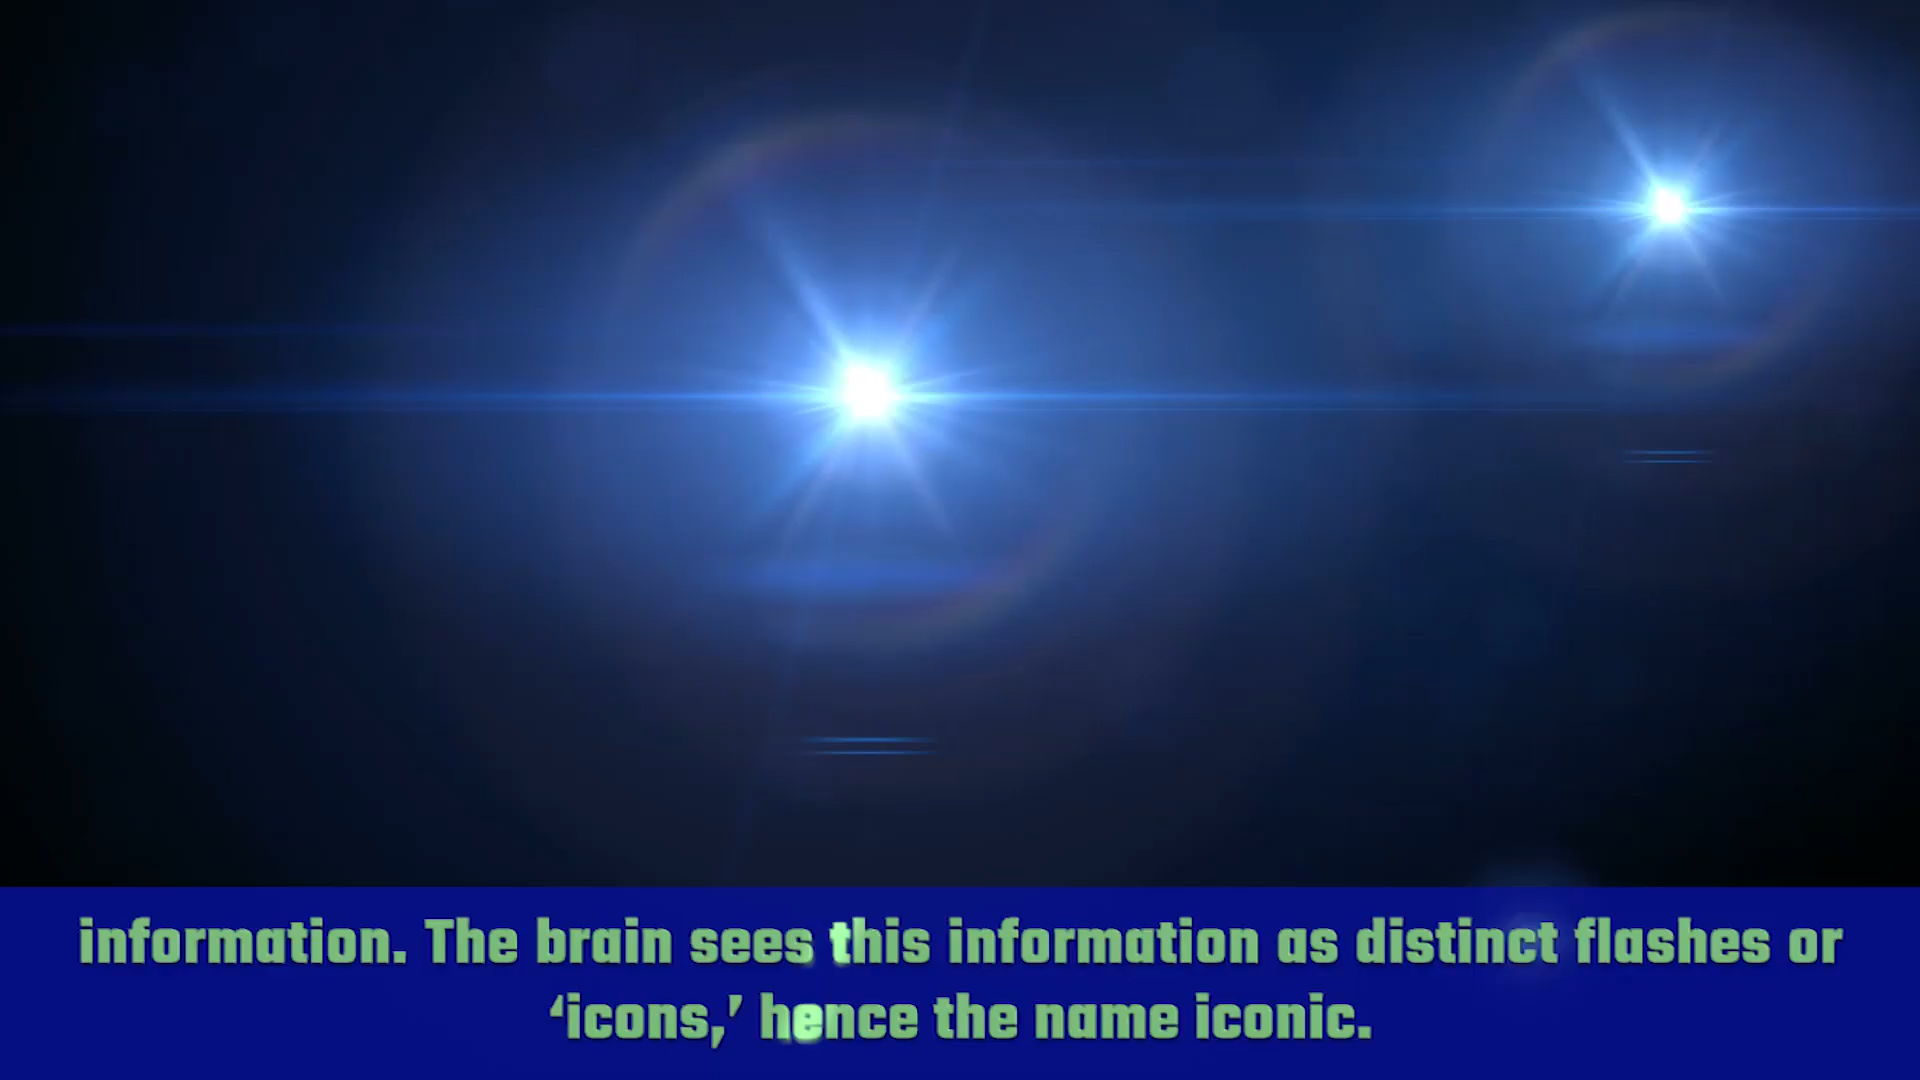 information. The brain sees this information as distinct flashes or
‘icons,’ hence the name iconic.